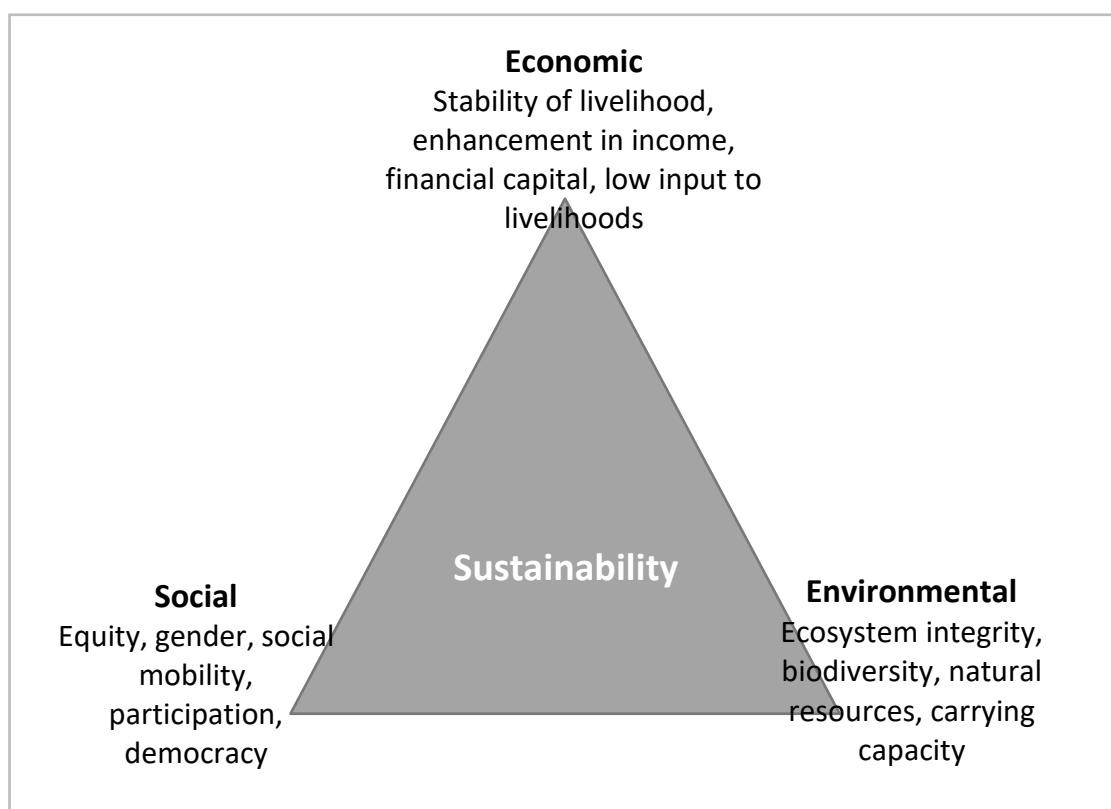 Economic
Stability of livelihood,
enhancement in income,
financial capital, low input to
livelihoods
Sustainability
Social
Equity, gender, social
mobility,
participation,
democracy
Environmental
Ecosystem integrity,
biodiversity, natural
resources, carrying
capacity